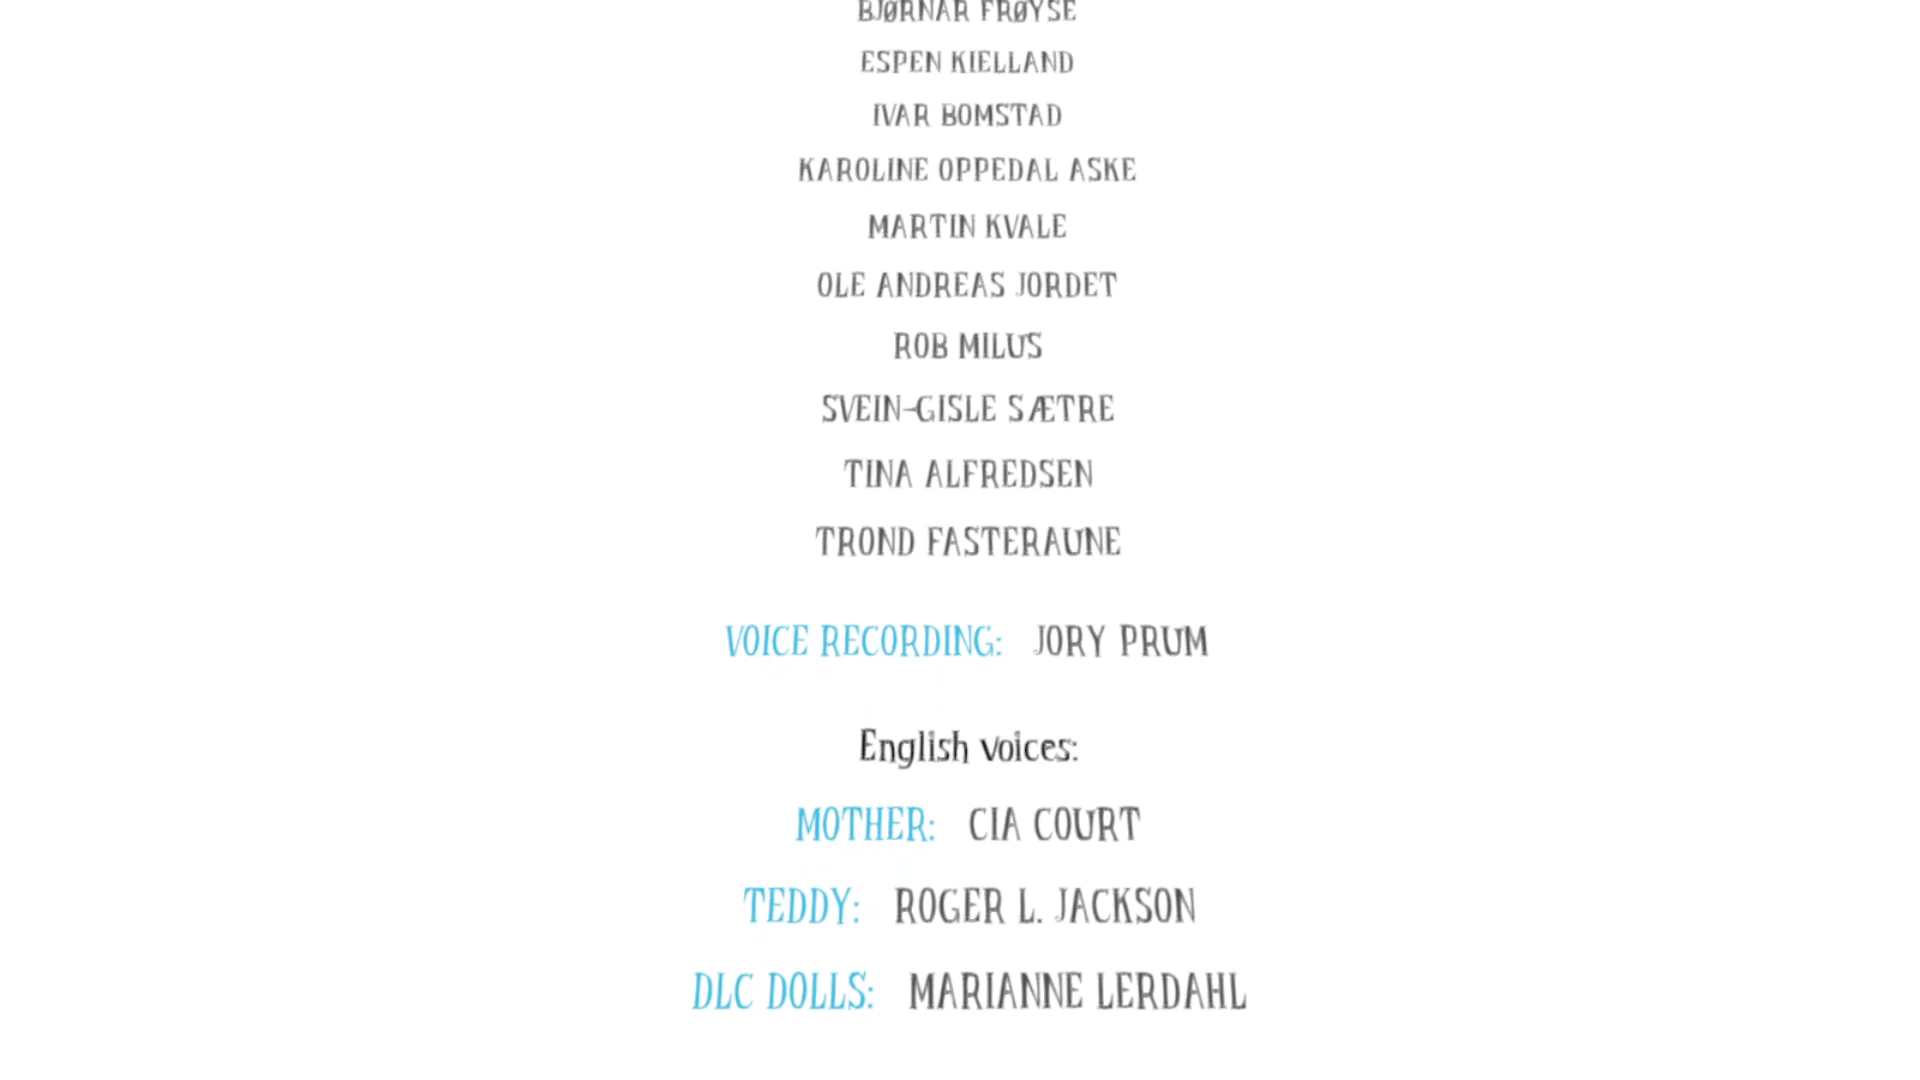 BJØRNAR FRØYSE
ESPEN KIELLAND
IVAR BOMSTAD
KAROLINE OPPEDAL ASKE
MARTIN KVALE
OLE ANDREAS JORDET
ROB MILUS
SVEIN-GISLE SÆTRE
TINA ALFREDSEN
TROND FASTERAUNE
VOICE RECORDING: JORY PRUM
English voices:
MOTHER: CIA COURT
TEDDY: ROGER L. JACKSON
DLC DOLLS: MARIANNE LERDAHL